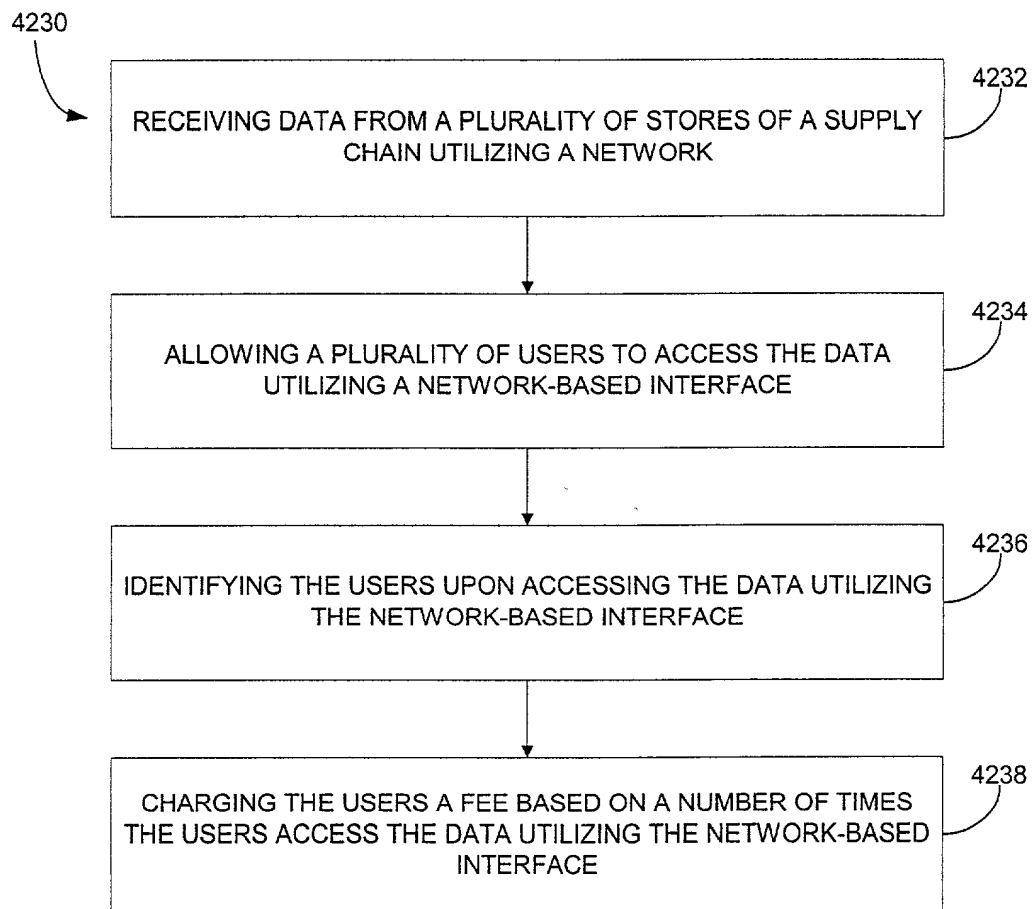 4230
4232
RECEIVING DATA FROM A PLURALITY OF STORES OF A SUPPLY
CHAIN UTILIZING A NETWORK
4234
ALLOWING A PLURALITY OF USERS TO ACCESS THE DATA
UTILIZING A NETWORK-BASED INTERFACE
4236
IDENTIFYING THE USERS UPON ACCESSING THE DATA UTILIZING
THE NETWORK-BASED INTERFACE
4238
CHARGING THE USERS A FEE BASED ON A NUMBER OF TIMES
THE USERS ACCESS THE DATA UTILIZING THE NETWORK-BASED
INTERFACE